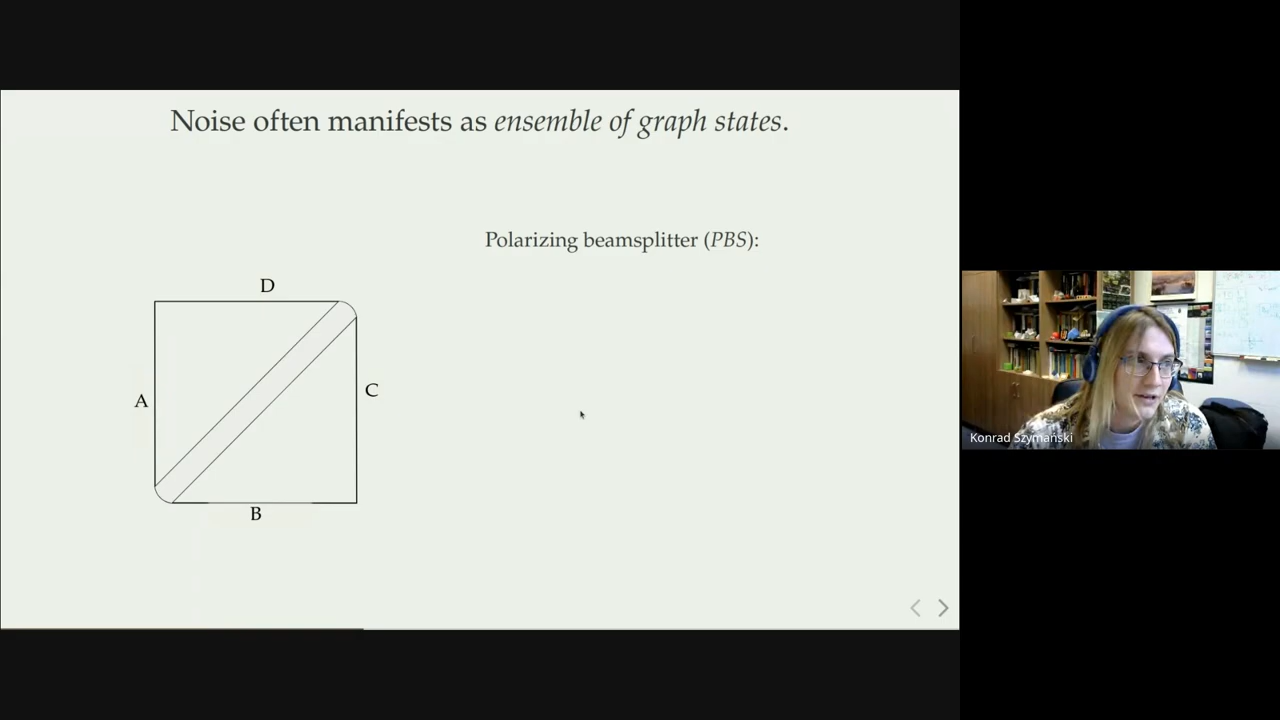 Noise often manifests as ensemble of graph states.
Polarizing beamsplitter (PBS):
D
A
C
B
Konrad Szymański